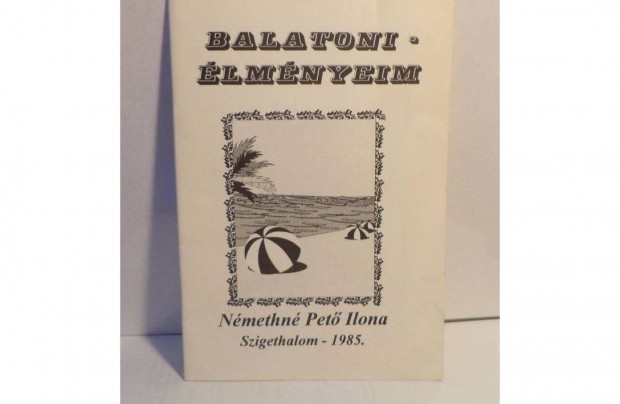 BALATONI -
ÉLMÉNYEIM
Némethné Pető Ilona
Szigethalom - 1985.